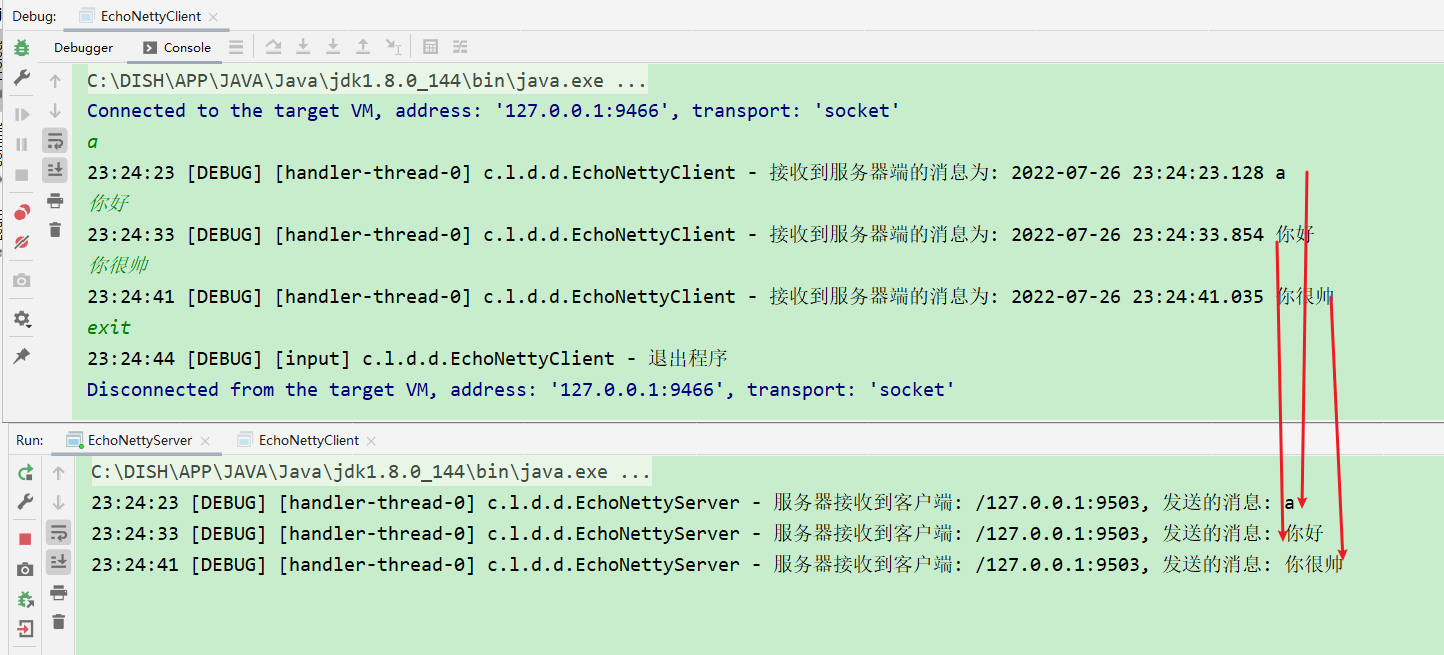 Debug: EchoNettyClient
Debugger Console
C:\DISH\APP\JAVA\Java\jdk1.8.0_144\bin\java.exe ...
Connected to the target VM, address: '127.0.0.1:9466', transport: 'socket'
a
23:24:23 [DEBUG] [handler-thread-0] c.l.d.d.EchoNettyClient - 接收到服务器端的消息为: 2022-07-26 23:24:23.128 a
你好
23:24:33 [DEBUG] [handler-thread-0] c.l.d.d.EchoNettyClient - 接收到服务器端的消息为: 2022-07-26 23:24:33.854 你好
你很帅
23:24:41 [DEBUG] [handler-thread-0] c.l.d.d.EchoNettyClient - 接收到服务器端的消息为: 2022-07-26 23:24:41.035 你很帅
exit
23:24:44 [DEBUG] [input] c.l.d.d.EchoNettyClient - 退出程序
Disconnected from the target VM, address: '127.0.0.1:9466', transport: 'socket'
Run: EchoNettyServer EchoNettyClient
C:\DISH\APP\JAVA\Java\jdk1.8.0_144\bin\java.exe ...
23:24:23 [DEBUG] [handler-thread-0] c.l.d.d.EchoNettyServer - 服务器接收到客户端: /127.0.0.1:9503, 发送的消息: a
23:24:33 [DEBUG] [handler-thread-0] c.l.d.d.EchoNettyServer - 服务器接收到客户端: /127.0.0.1:9503, 发送的消息: 你好
23:24:41 [DEBUG] [handler-thread-0] c.l.d.d.EchoNettyServer - 服务器接收到客户端: /127.0.0.1:9503, 发送的消息: 你很帅